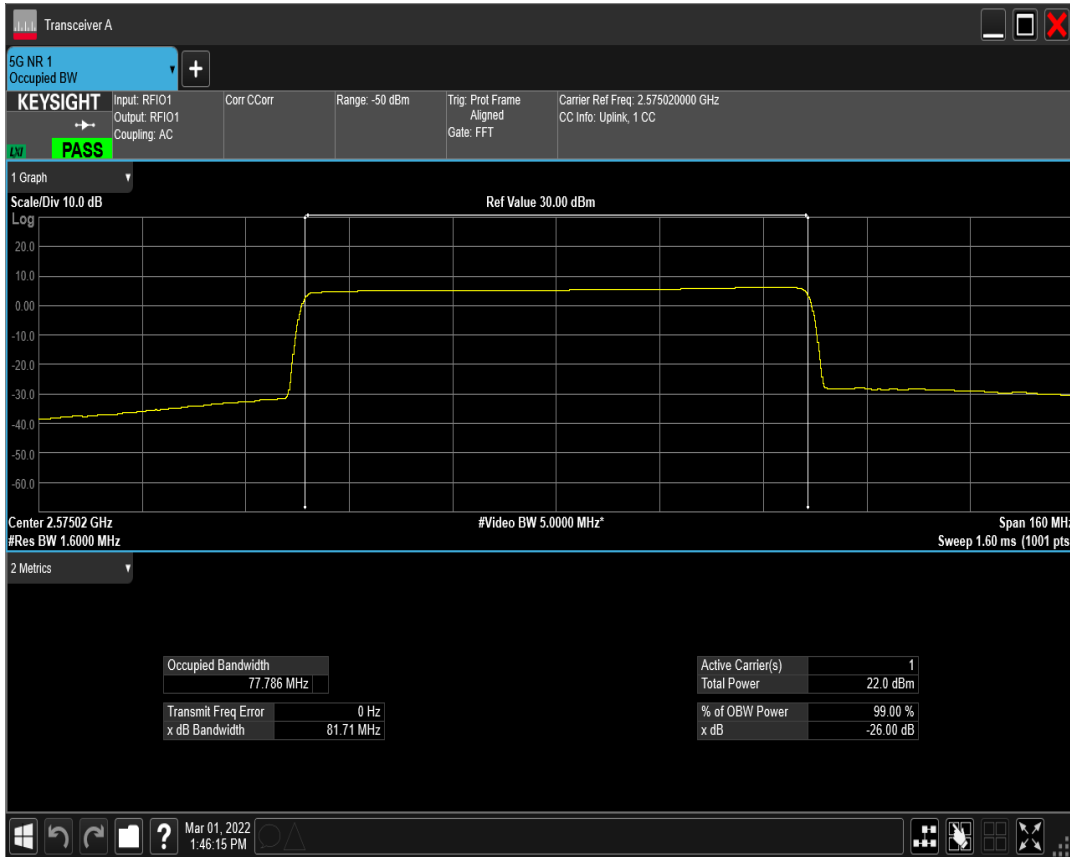 Transceiver A
5G NR 1
Occupied BW
+
KEYSIGHT
LXI PASS
Input: RFIO1
Output: RFIO1
Coupling: AC
Corr CCorr
Range: -50 dBm
Trig: Prot Frame
Aligned
Gate: FFT
Carrier Ref Freq: 2.575020000 GHz
CC Info: Uplink, 1 CC
1 Graph
Scale/Div 10.0 dB Ref Value 30.00 dBm
Log
20.0
10.0
0.00
-10.0
-20.0
-30.0
-40.0
-50.0
-60.0
Center 2.57502 GHz #Video BW 5.0000 MHz* Span 160 MHz
#Res BW 1.6000 MHz Sweep 1.60 ms (1001 pts
2 Metrics
Occupied Bandwidth
77.786 MHz
Transmit Freq Error 0 Hz
x dB Bandwidth 81.71 MHz
Active Carrier(s) 1
Total Power 22.0 dBm
% of OBW Power 99.00 %
x dB -26.00 dB
?
Mar 01, 2022
1:46:15 PM